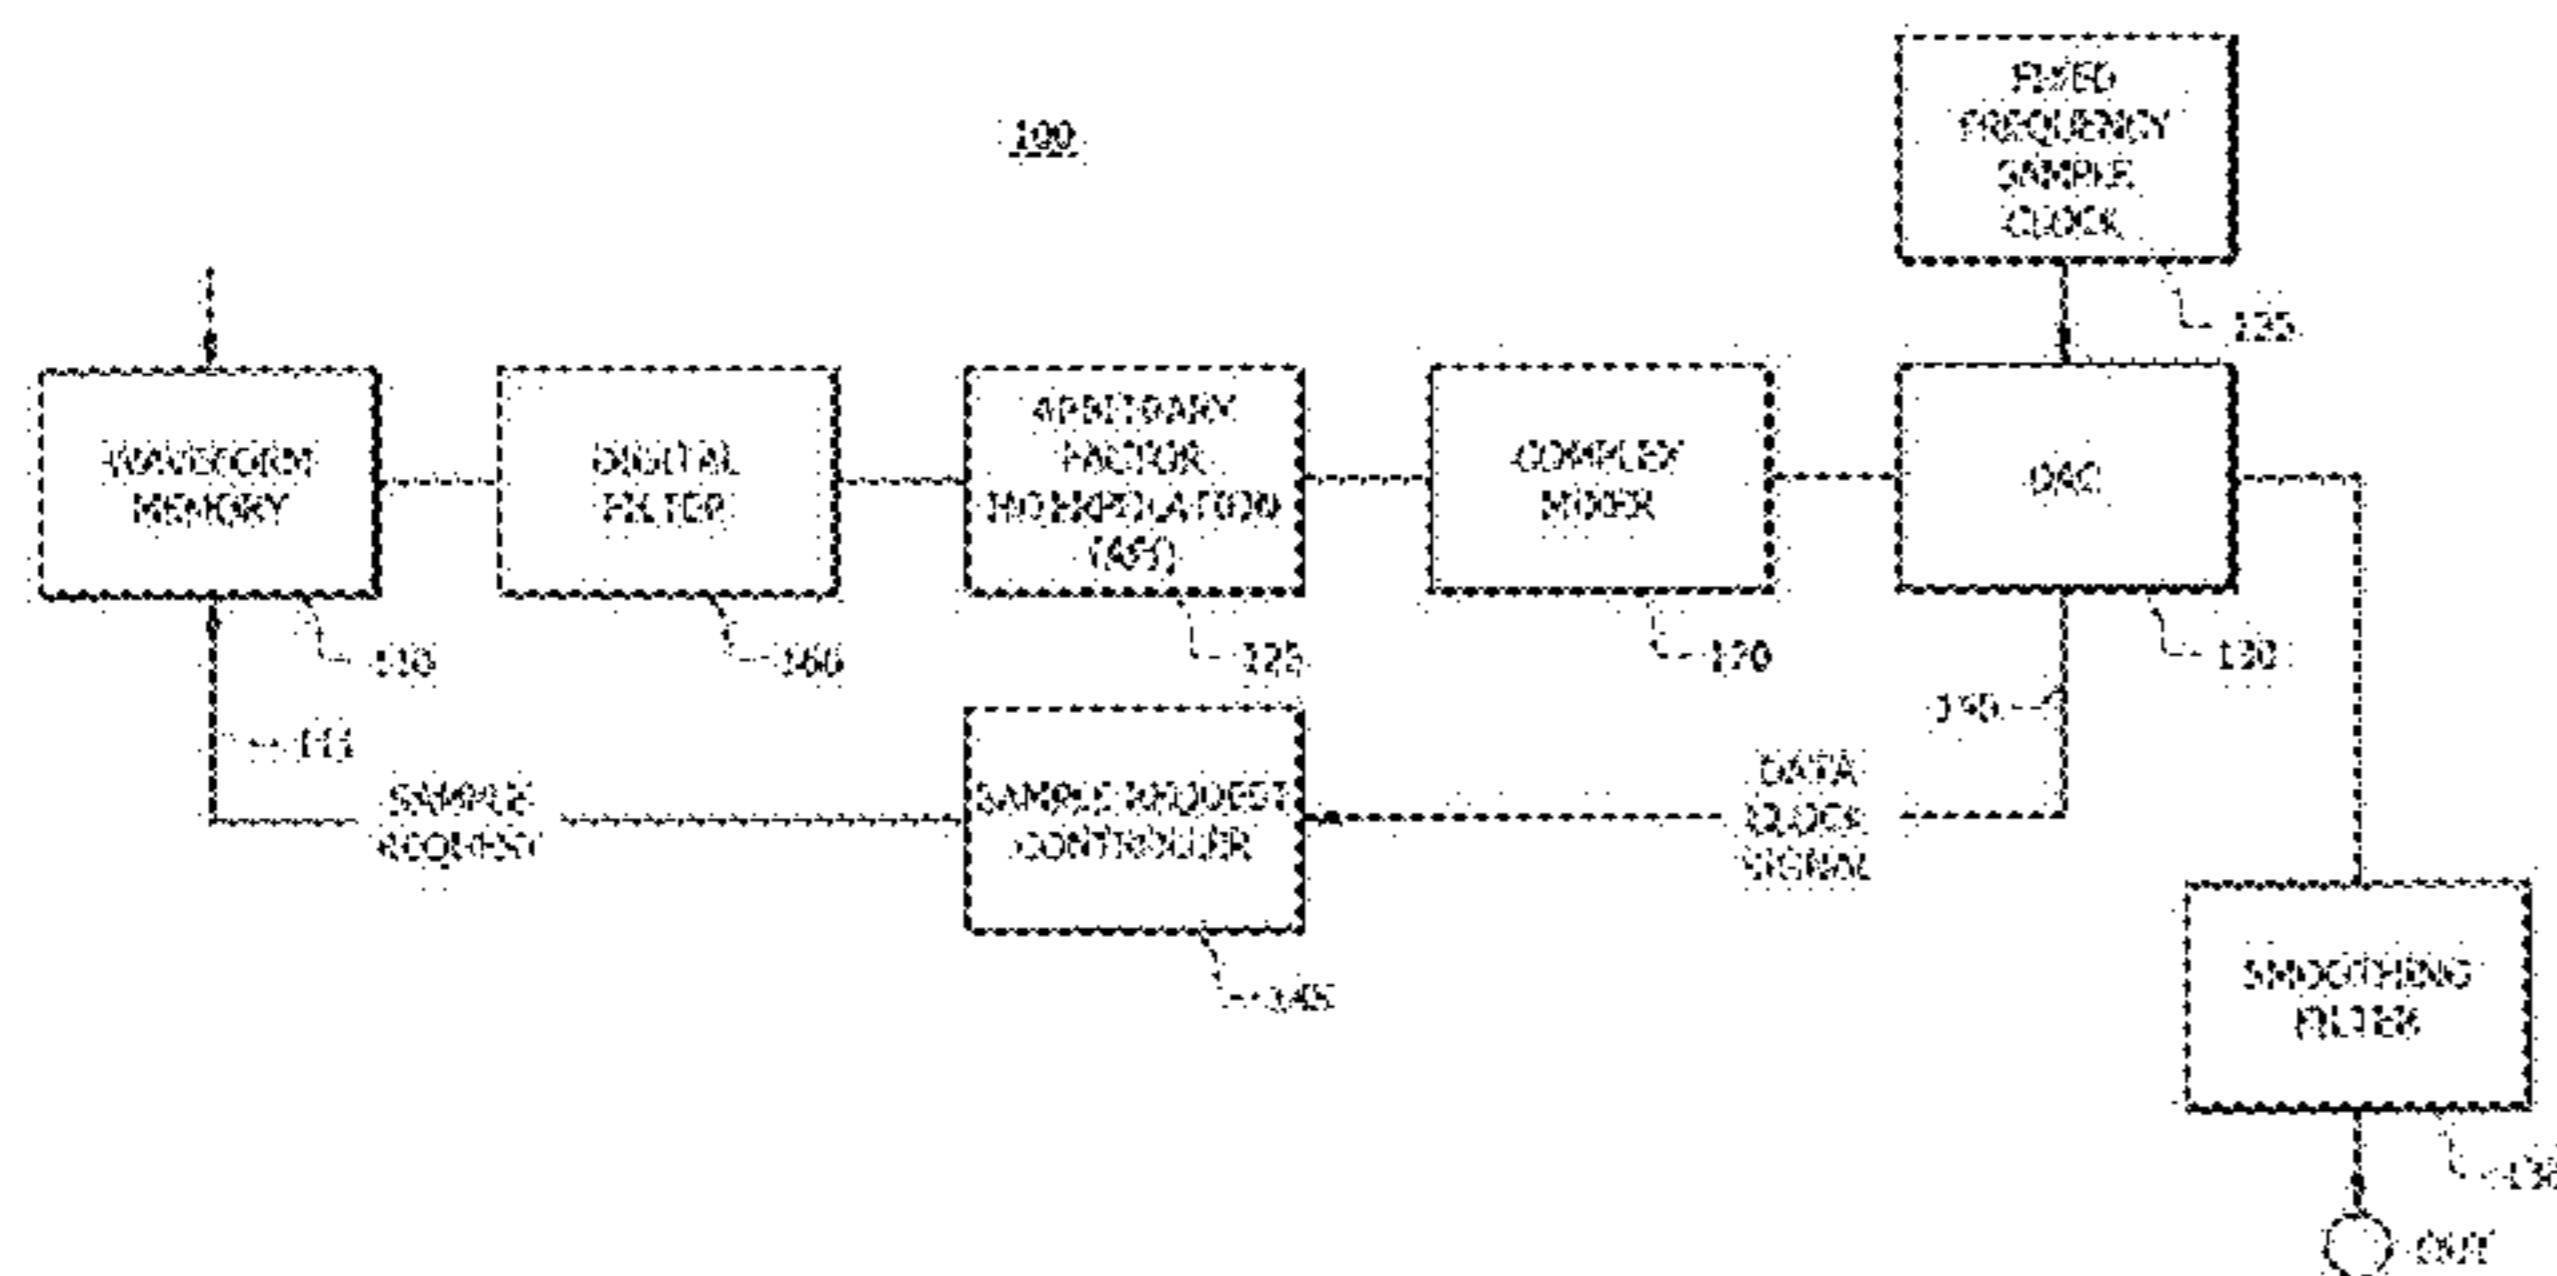 100
FIXED
FREQUENCY
SAMPLE
CLOCK
WAVEFORM
MEMORY
DIGITAL
FILTER
ARBITRARY
FACTOR
INTERPOLATION
(AFI)
COMPLEX
MIXER
DAC
110
160
125
170
SAMPLE
REQUEST
SAMPLE REQUEST
CONTROLLER
DATA
CLOCK
SIGNAL
145
SMOOTHING
FILTER
OUT